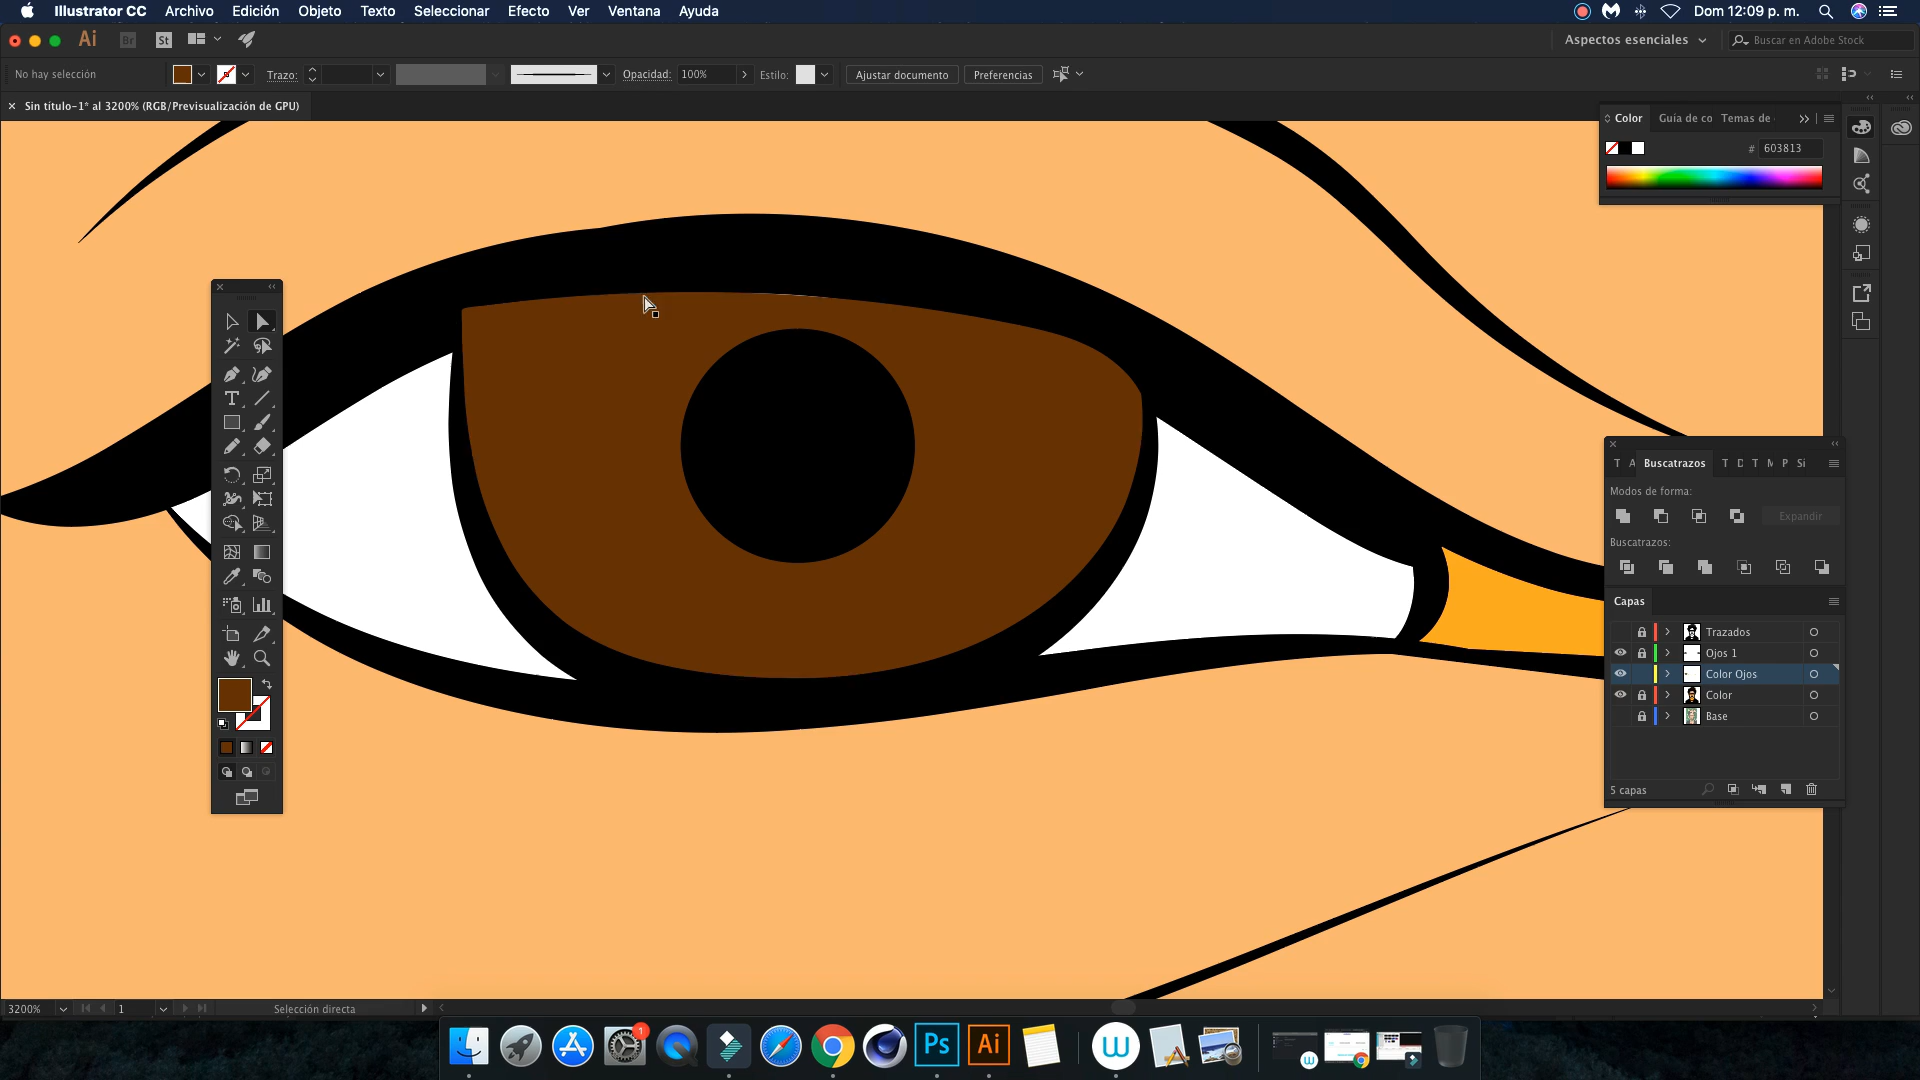 Illustrator CC Archivo Edición Objeto Texto Seleccionar Efecto Ver Ventana Ayuda Dom 12:09 p. m.
Ai Br St Aspectos esenciales Buscar en Adobe Stock
No hay selección Trazo: Opacidad: 100% Estilo: Ajustar documento Preferencias
Sin título-1* al 3200% (RGB/Previsualización de GPU)
Color Guía de co Temas de
# 603813
T A Buscatrazos T D T M P Si
Modos de forma:
Expandir
Buscatrazos:
Capas
Trazados
Ojos 1
Color Ojos
Color
Base
5 capas
3200% 1 Selección directa
1
Ps Ai